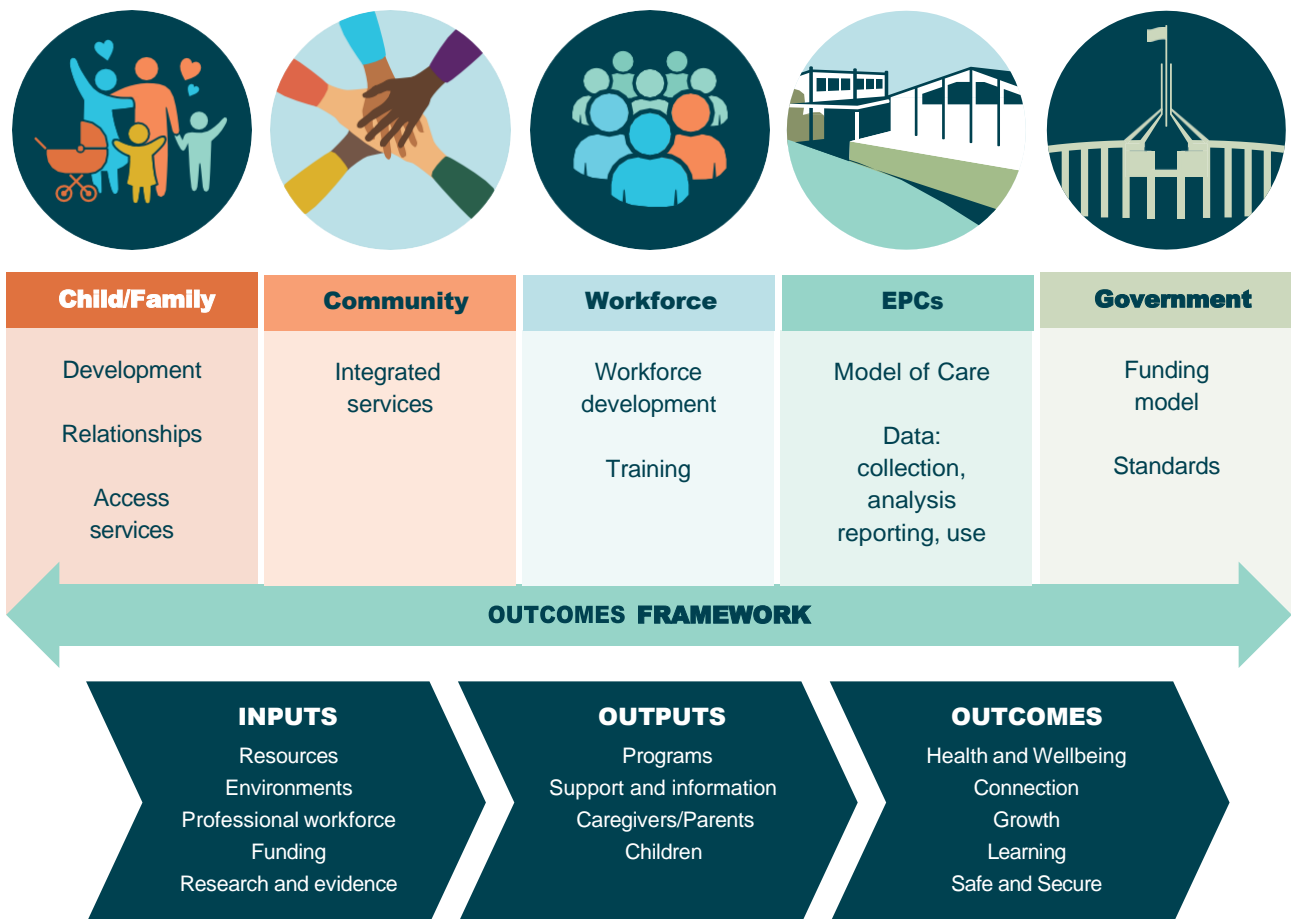 Child/Family
Development
Relationships
Access
services
Community
Integrated
services
Workforce
Workforce
development
Training
EPCs
Model of Care
Data:
collection,
analysis
reporting, use
Government
Funding
model
Standards
OUTCOMES FRAMEWORK
INPUTS
Resources
Environments
Professional workforce
Funding
Research and evidence
OUTPUTS
Programs
Support and information
Caregivers/Parents
Children
OUTCOMES
Health and Wellbeing
Connection
Growth
Learning
Safe and Secure